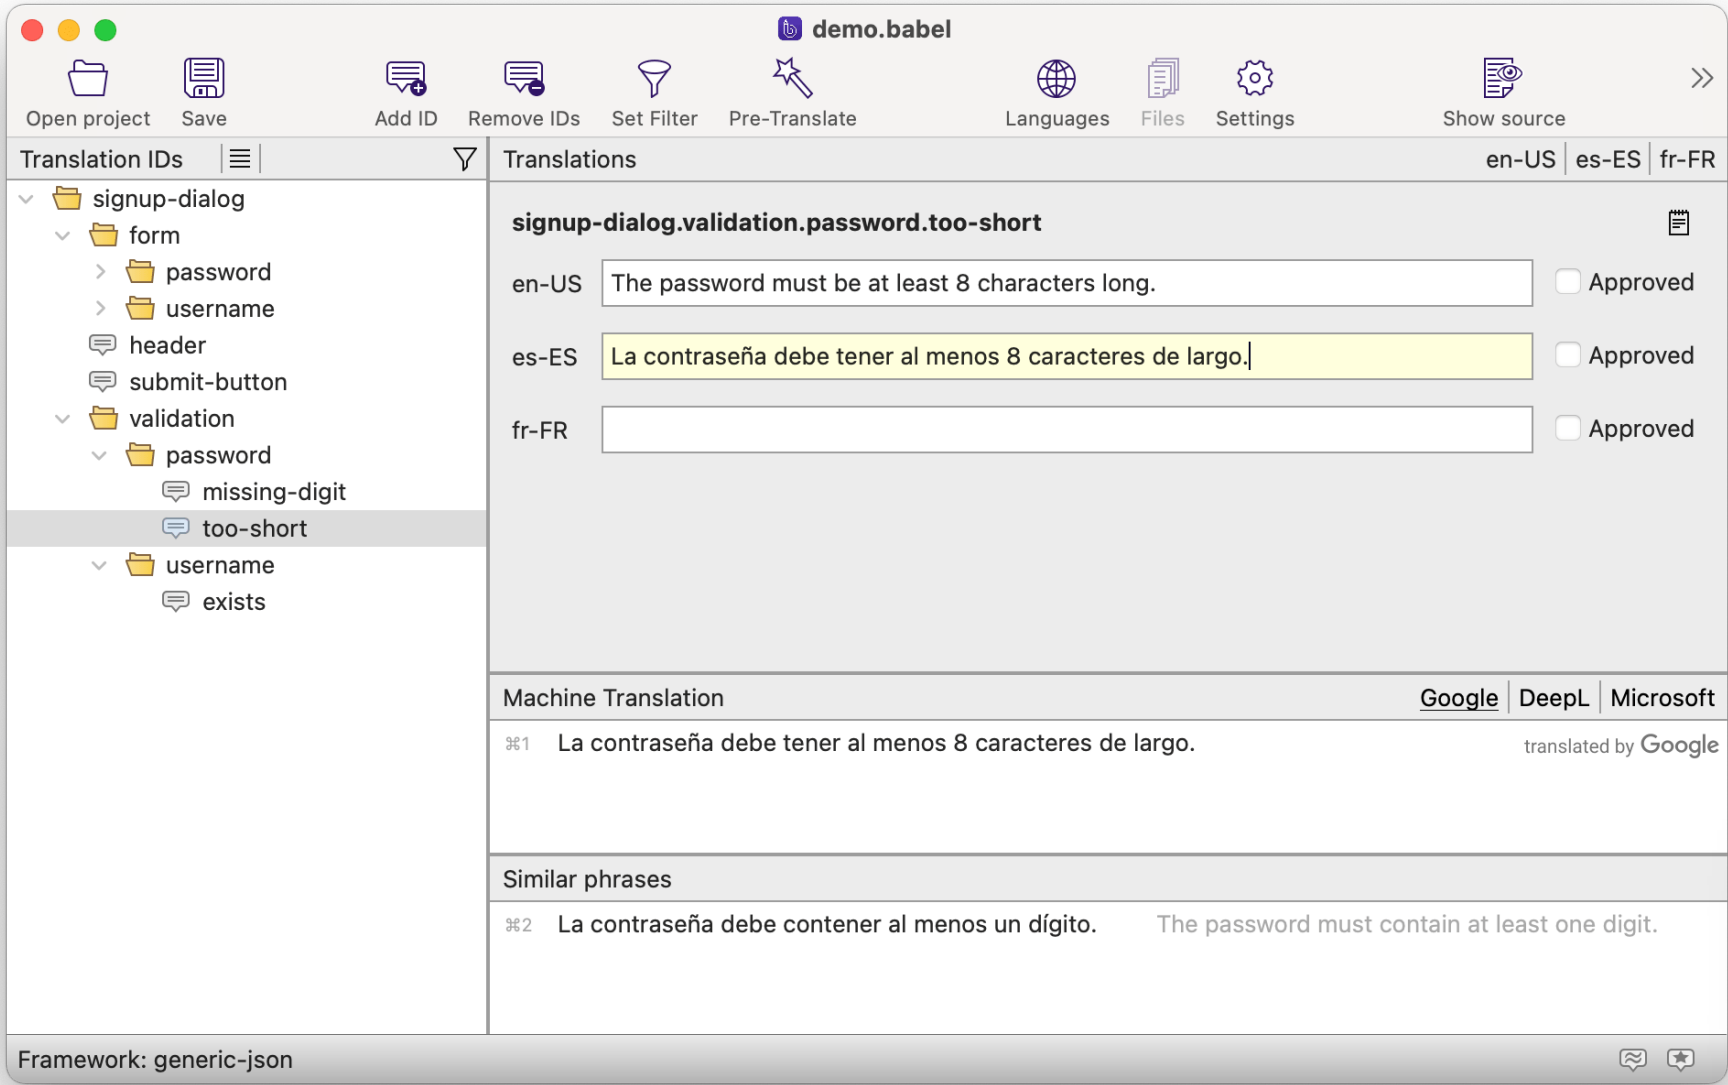 demo.babel
Open project Save Add ID Remove IDs Set Filter Pre-Translate Languages Files Settings Show source
Translation IDs
signup-dialog
form
password
username
header
submit-button
validation
password
missing-digit
too-short
username
exists
Translations en-US es-ES fr-FR
signup-dialog.validation.password.too-short
en-US The password must be at least 8 characters long. Approved
es-ES La contraseña debe tener al menos 8 caracteres de largo. Approved
fr-FR Approved
Machine Translation Google DeepL Microsoft
⌘1 La contraseña debe tener al menos 8 caracteres de largo. translated by Google
Similar phrases
⌘2 La contraseña debe contener al menos un dígito. The password must contain at least one digit.
Framework: generic-json